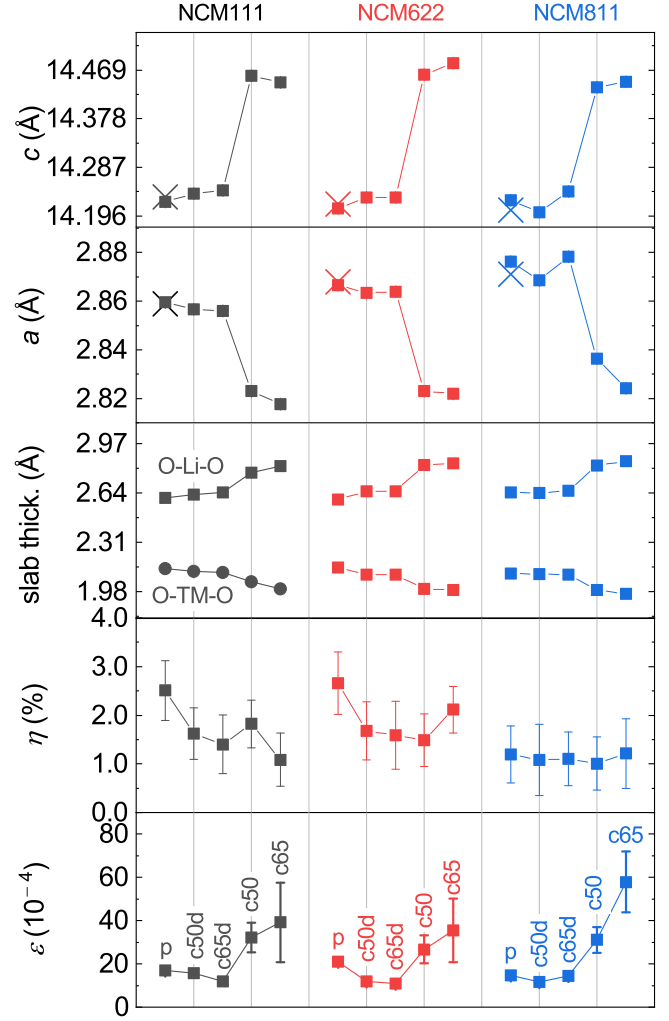 NCM111 NCM622 NCM811
c (Å)
14.469
14.378
14.287
14.196
a (Å)
2.88
2.86
2.84
2.82
slab thick. (Å)
2.97
2.64
2.31
1.98
O-Li-O
O-TM-O
η (%)
4.0
3.0
2.0
1.0
0.0
ε (10⁻⁴)
80
60
40
20
0
p c50d c65d c50 c65
p c50d c65d c50 c65
p c50d c65d c50 c65